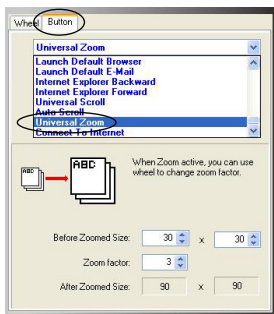 Wheel Button
Universal Zoom
Launch Default Browser
Launch Default E-Mail
Internet Explorer Backward
Internet Explorer Forward
Universal Scroll
Auto Scroll
Universal Zoom
Connect To Internet
ABC
ABC
When Zoom active, you can use
wheel to change zoom factor.
Before Zoomed Size: 30 x 30
Zoom factor: 3
After Zoomed Size: 90 x 90